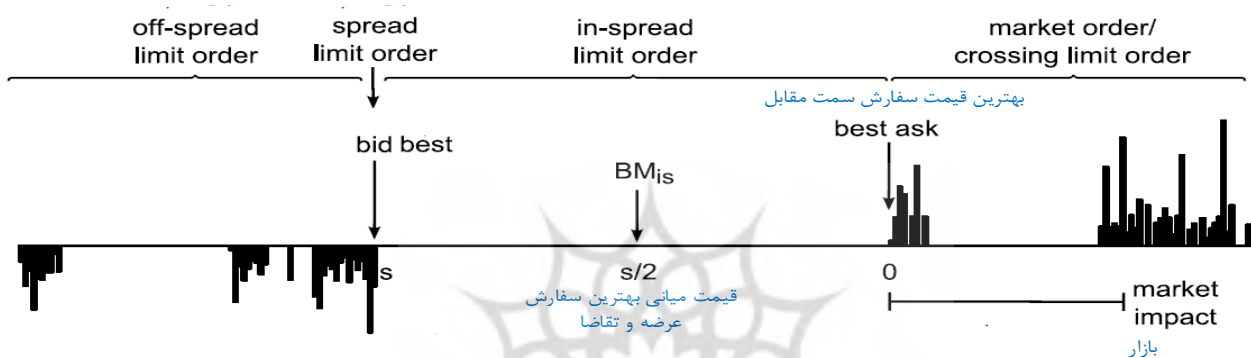 off-spread
limit order
spread
limit order
in-spread
limit order
market order/
crossing limit order
بهترین قیمت سفارش سمت مقابل
bid best
best ask
BMis
s
s/2
0
قیمت میانی بهترین سفارش
عرضه و تقاضا
market
impact
بازار